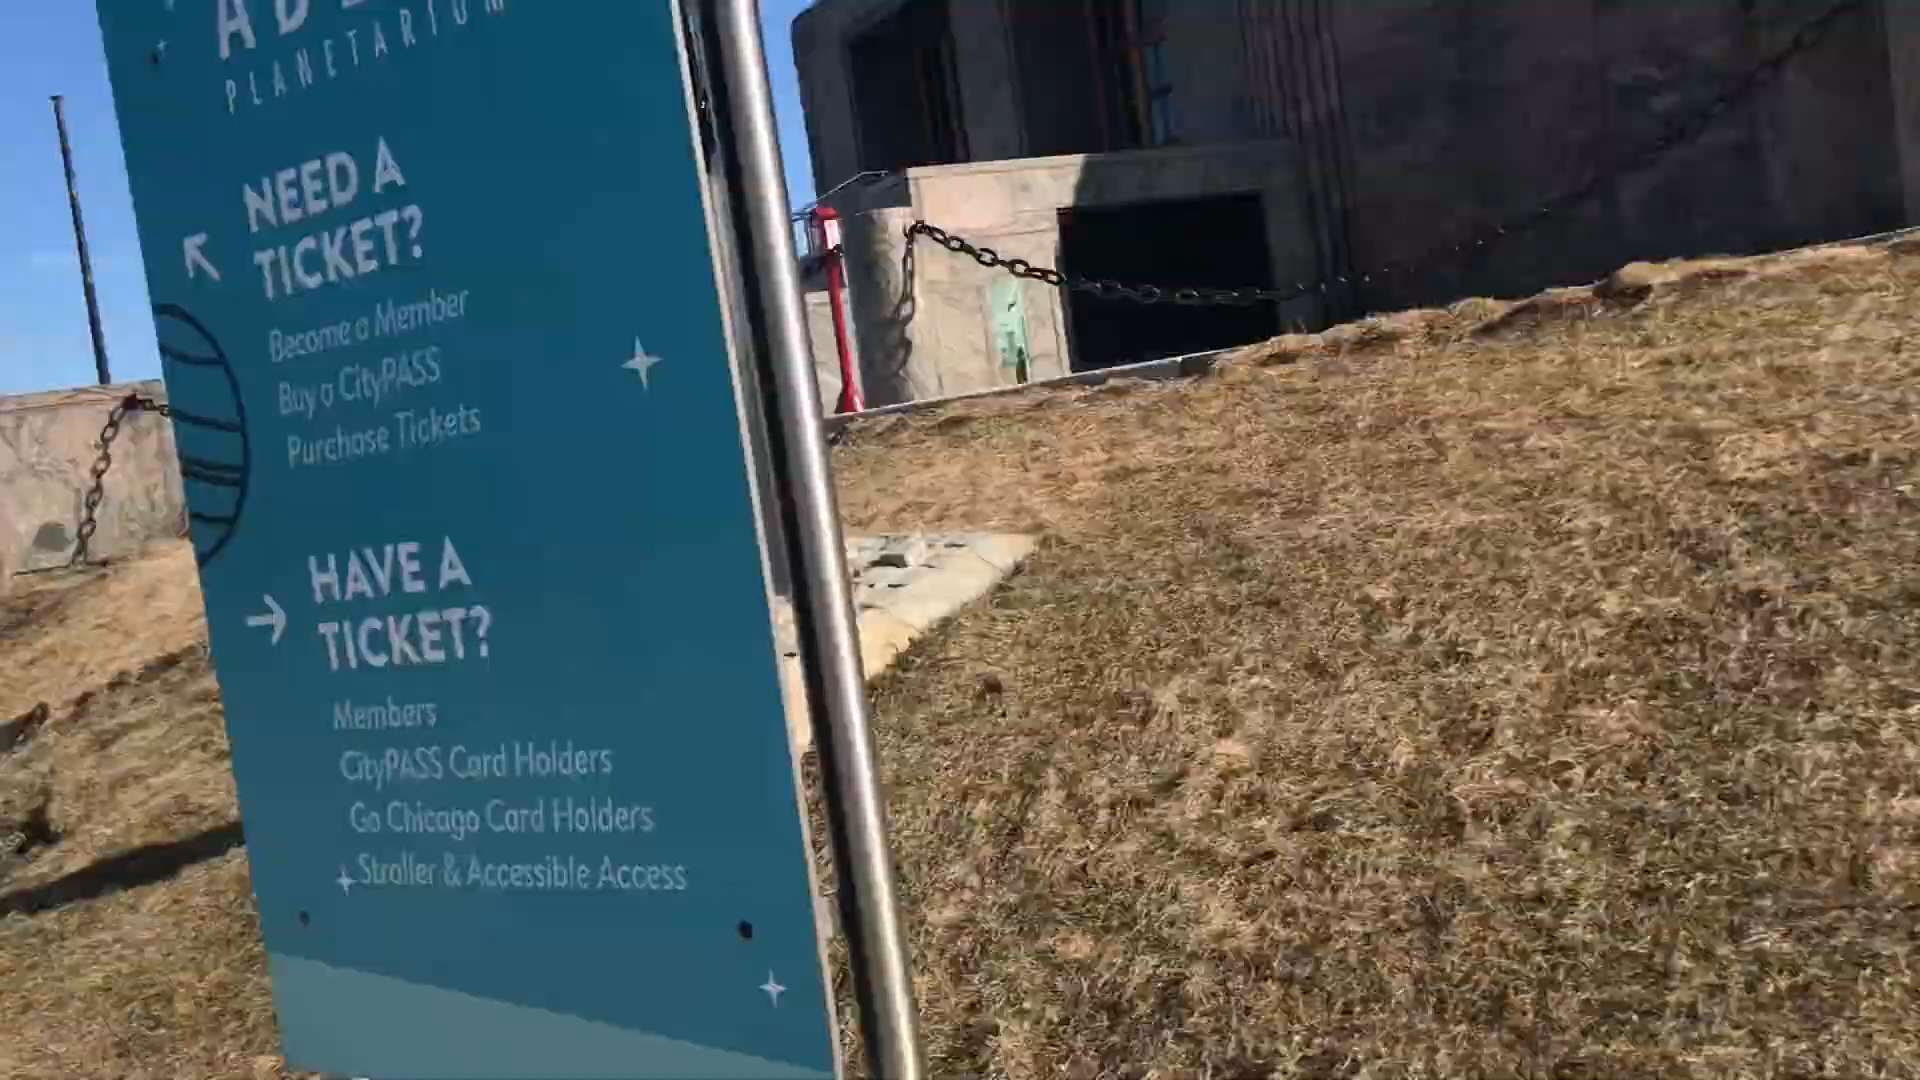 PLANETARIUM
NEED A
TICKET?
Become a Member
Buy a CityPASS
Purchase Tickets
HAVE A
TICKET?
Members
CityPASS Card Holders
Go Chicago Card Holders
Stroller & Accessible Access